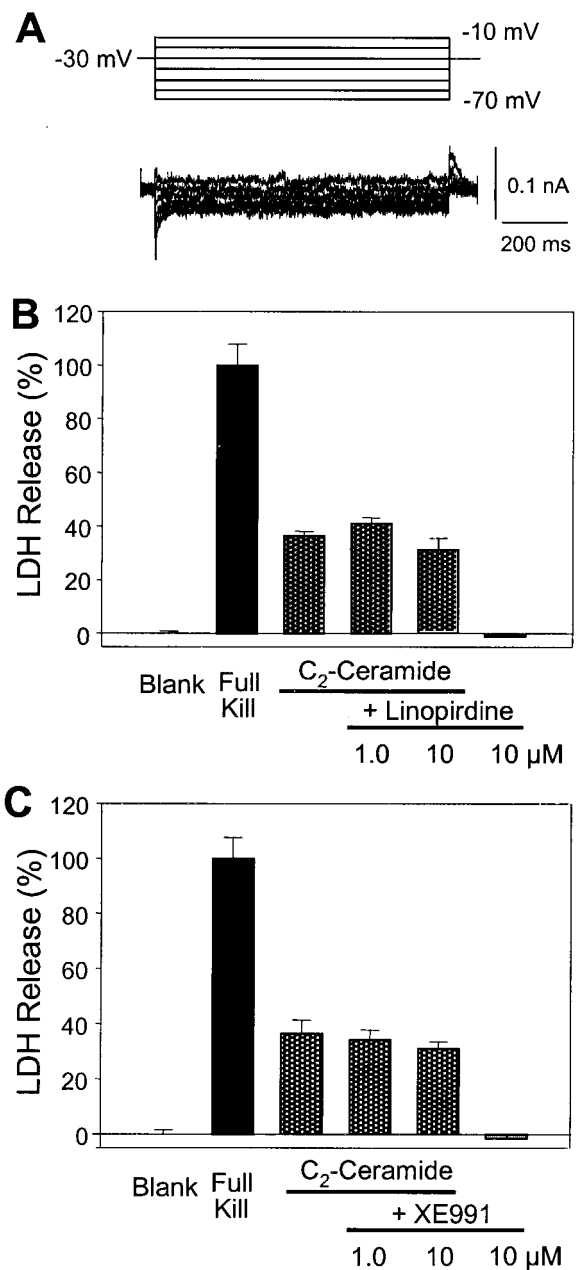 A
-10 mV
-30 mV
-70 mV
0.1 nA
200 ms
B
120
100
80
60
40
20
0
LDH Release (%)
Blank Full Kill
C₂-Ceramide
+ Linopirdine
1.0 10 10 µM
C
120
100
80
60
40
20
0
LDH Release (%)
Blank Full Kill
C₂-Ceramide
+ XE991
1.0 10 10 µM